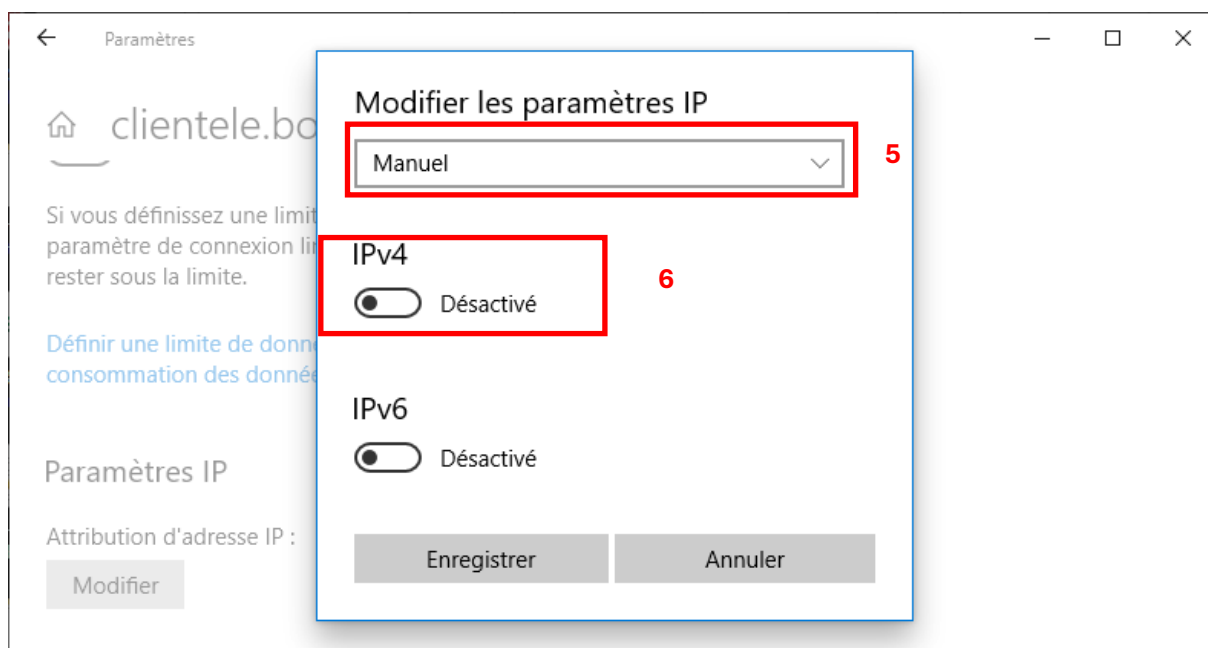 Paramètres
clientele.bo
Si vous définissez une limit
paramètre de connexion lir
rester sous la limite.
Définir une limite de donne
consommation des donnée
Paramètres IP
Attribution d'adresse IP :
Modifier
Modifier les paramètres IP
Manuel
5
IPv4
6
Désactivé
IPv6
Désactivé
Enregistrer
Annuler